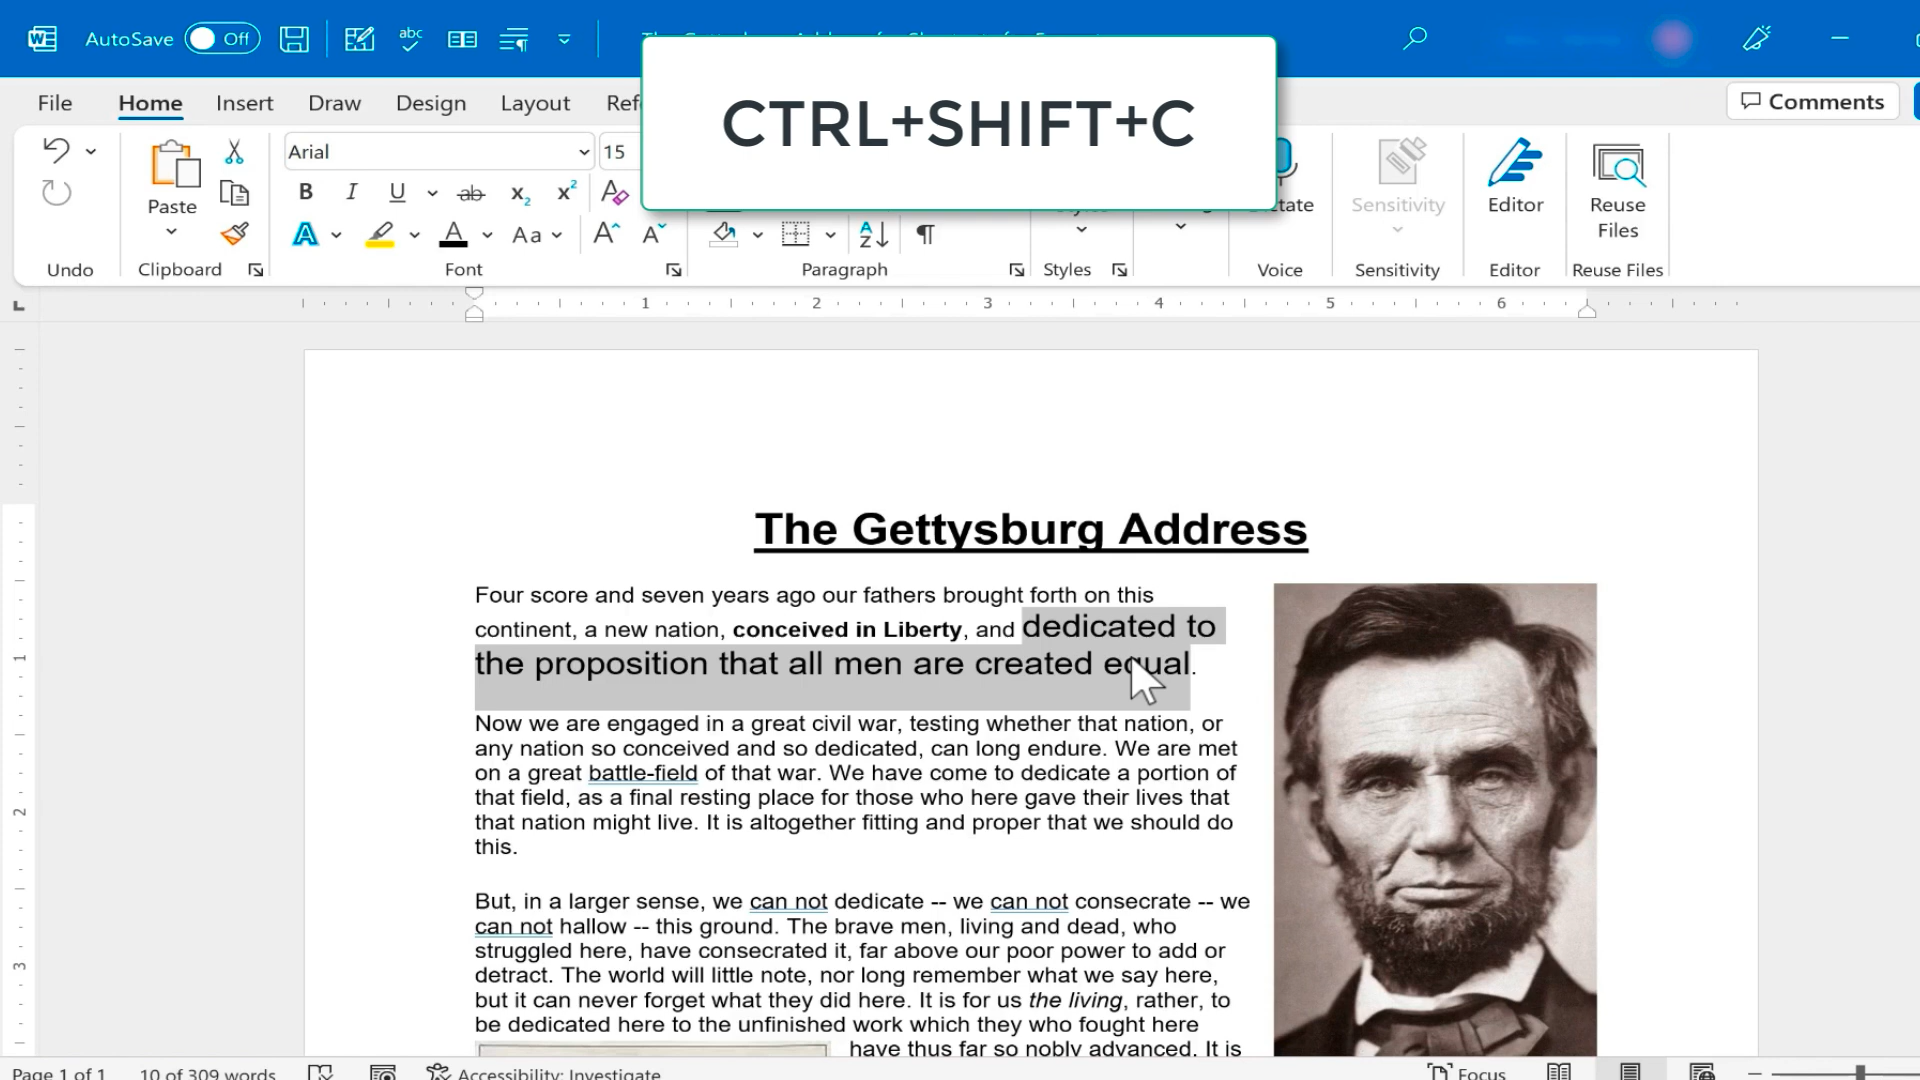 AutoSave Off
CTRL+SHIFT+C
File Home Insert Draw Design Layout
Comments
Arial 15
Paste
Sensitivity Editor Reuse
Files
Undo Clipboard Font Paragraph Styles Voice Sensitivity Editor Reuse Files
1 2 3 4 5 6
The Gettysburg Address
Four score and seven years ago our fathers brought forth on this
continent, a new nation, conceived in Liberty, and dedicated to
the proposition that all men are created equal.
Now we are engaged in a great civil war, testing whether that nation, or
any nation so conceived and so dedicated, can long endure. We are met
on a great battle-field of that war. We have come to dedicate a portion of
that field, as a final resting place for those who here gave their lives that
that nation might live. It is altogether fitting and proper that we should do
this.
But, in a larger sense, we can not dedicate -- we can not consecrate -- we
can not hallow -- this ground. The brave men, living and dead, who
struggled here, have consecrated it, far above our poor power to add or
detract. The world will little note, nor long remember what we say here,
but it can never forget what they did here. It is for us the living, rather, to
be dedicated here to the unfinished work which they who fought here
have thus far so nobly advanced. It is
1
2
3
Page 1 of 1 10 of 309 words Accessibility: Investigate Focus